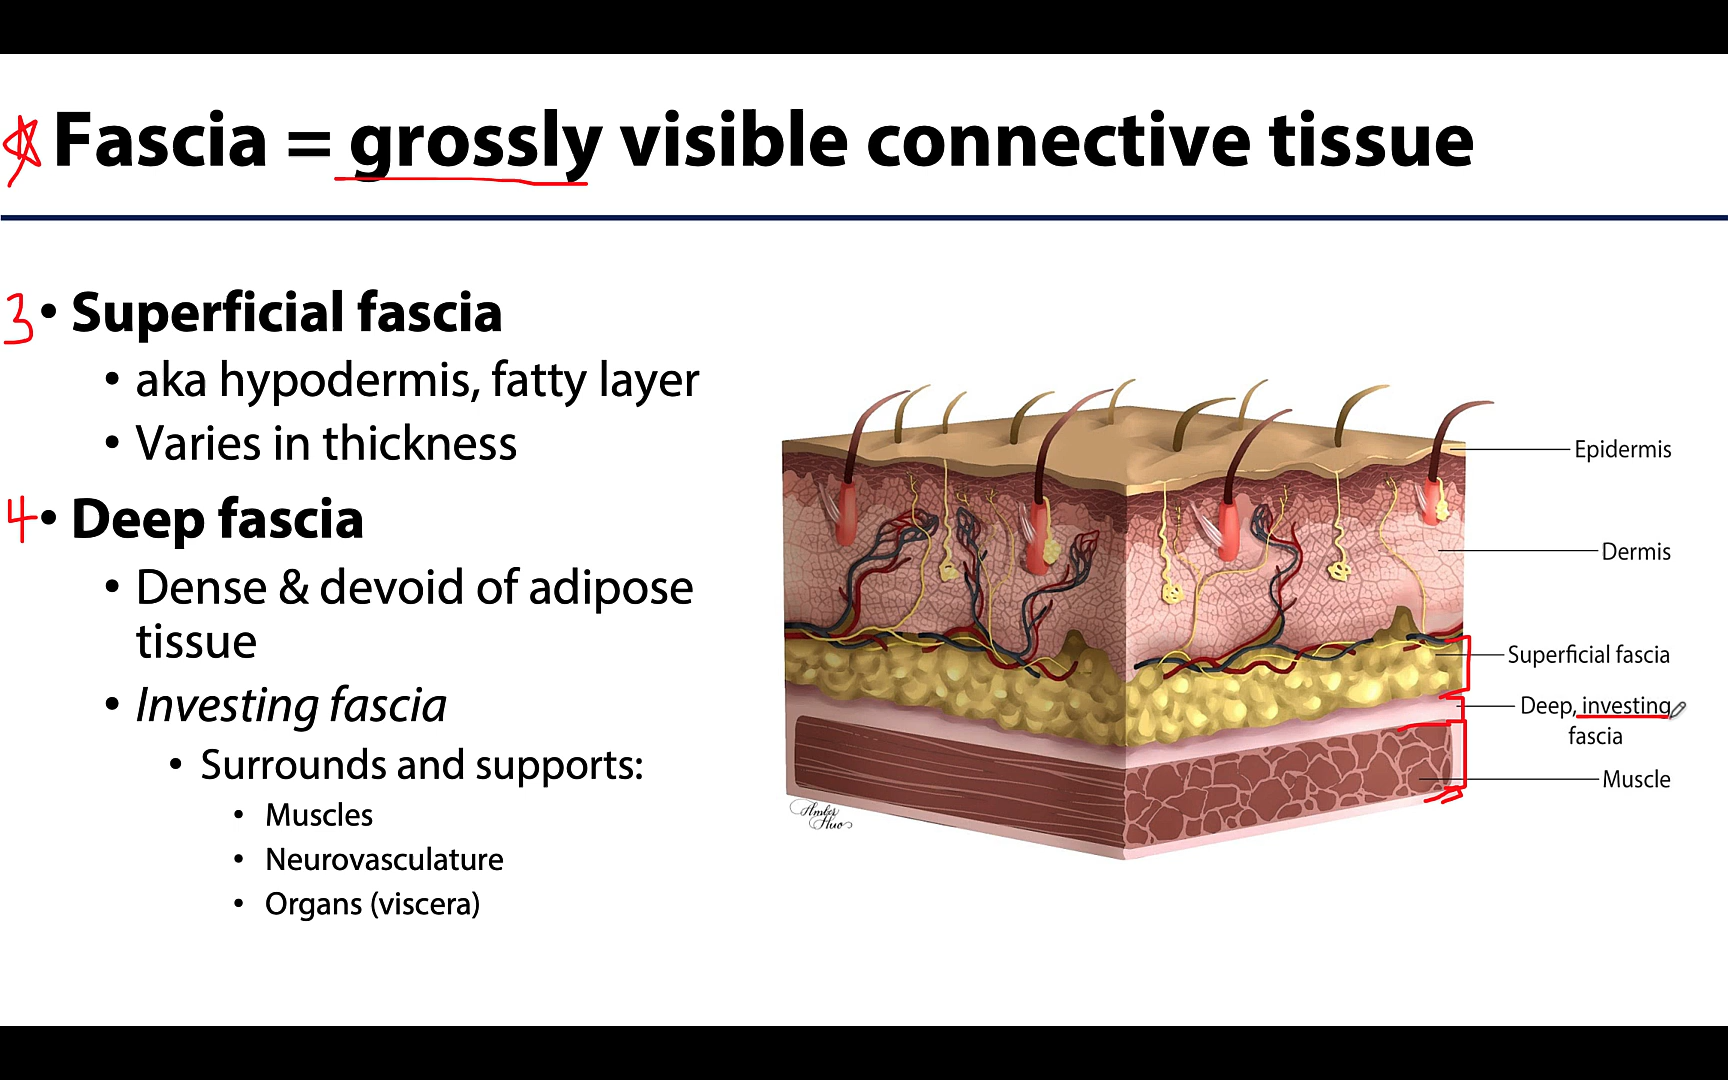 Fascia = grossly visible connective tissue
3 • Superficial fascia
• aka hypodermis, fatty layer
• Varies in thickness
4 • Deep fascia
• Dense & devoid of adipose
tissue
• Investing fascia
• Surrounds and supports:
• Muscles
• Neurovasculature
• Organs (viscera)
Epidermis
Dermis
Superficial fascia
Deep, investing
fascia
Muscle
Amber
Huo